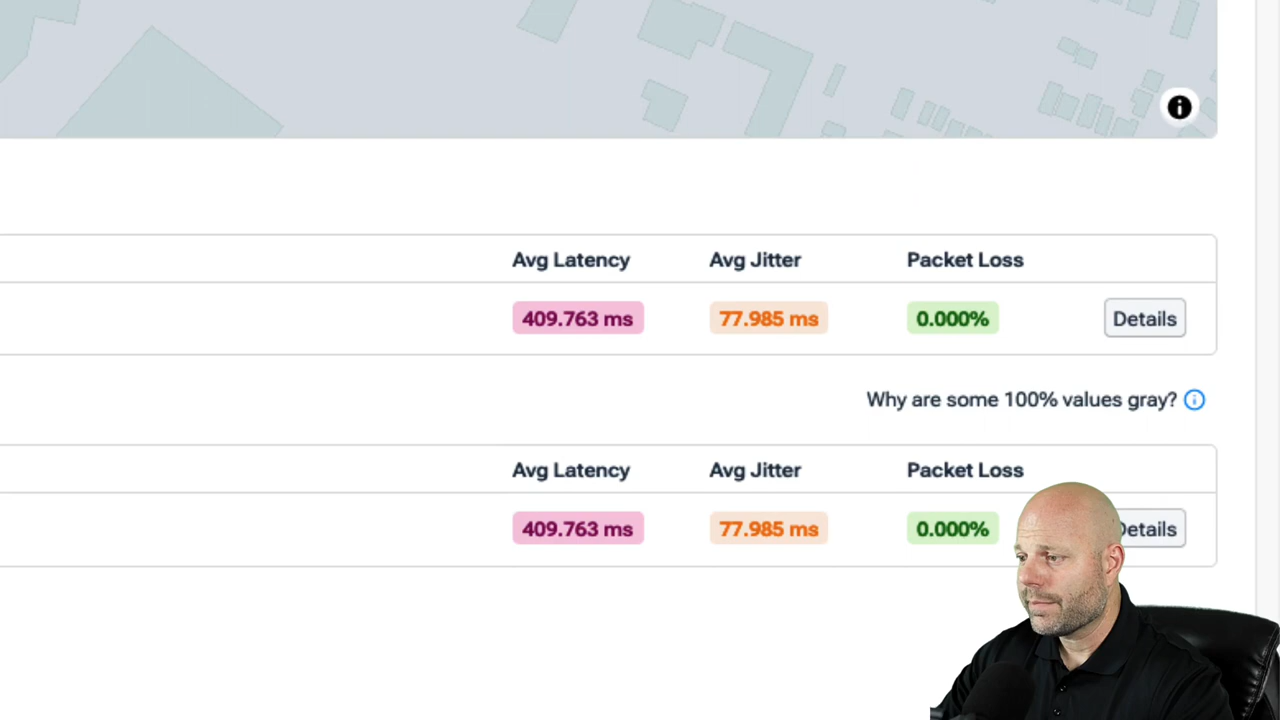 Avg Latency Avg Jitter Packet Loss
409.763 ms 77.985 ms 0.000% Details
Why are some 100% values gray?
Avg Latency Avg Jitter Packet Loss
409.763 ms 77.985 ms 0.000% Details